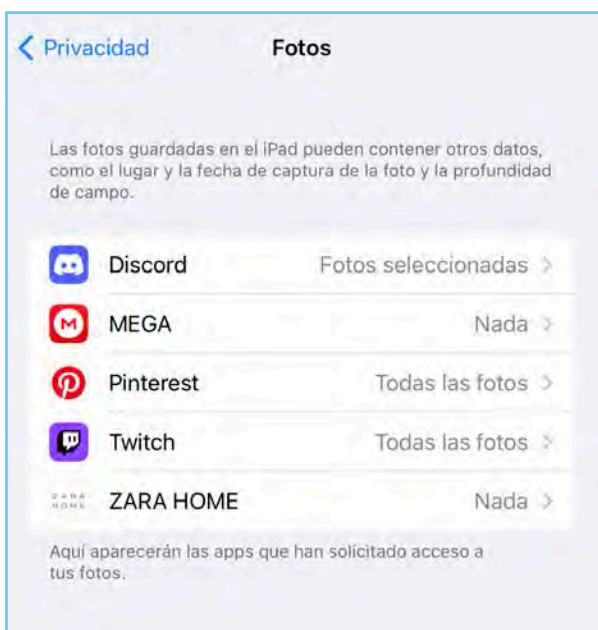 Privacidad Fotos
Las fotos guardadas en el iPad pueden contener otros datos,
como el lugar y la fecha de captura de la foto y la profundidad
de campo.
Discord Fotos seleccionadas
MEGA Nada
Pinterest Todas las fotos
Twitch Todas las fotos
ZARA HOME ZARA HOME Nada
Aquí aparecerán las apps que han solicitado acceso a
tus fotos.